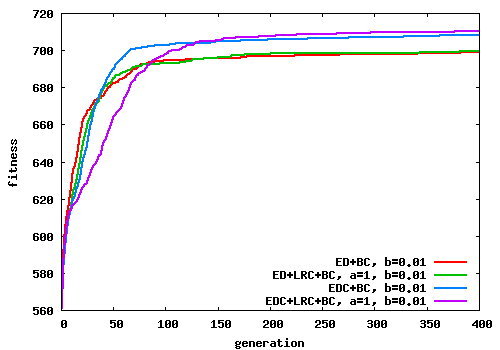 720
700
680
660
640
620
600
580
560
fitness
ED+BC, b=0.01
ED+LRC+BC, a=1, b=0.01
EDC+BC, b=0.01
EDC+LRC+BC, a=1, b=0.01
0 50 100 150 200 250 300 350 400
generation